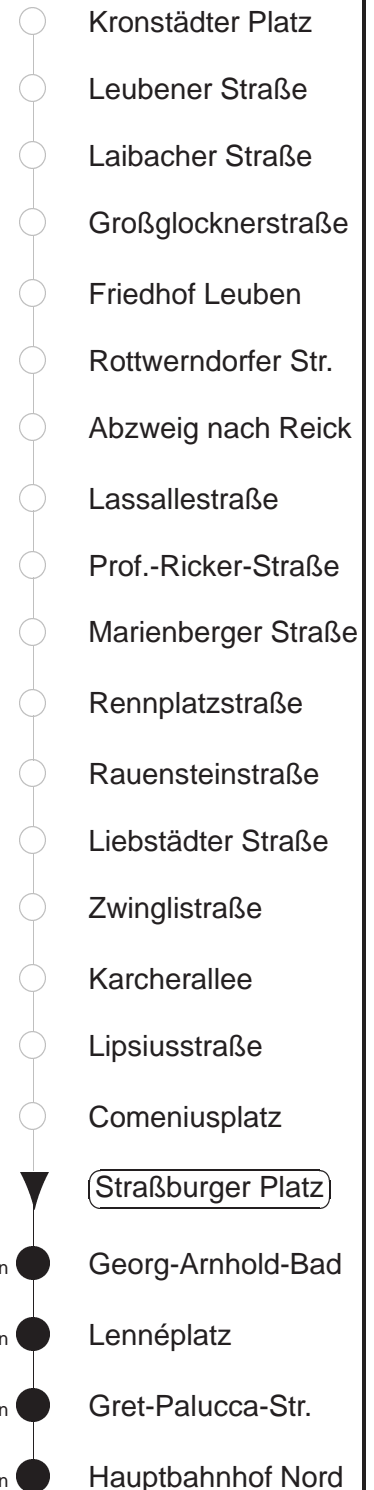 Kronstädter Platz
Leubener Straße
Laibacher Straße
Großglocknerstraße
Friedhof Leuben
Rottwerndorfer Str.
Abzweig nach Reick
Lassallestraße
Prof.-Ricker-Straße
Marienberger Straße
Rennplatzstraße
Rauensteinstraße
Liebstädter Straße
Zwinglistraße
Karcherallee
Lipsiusstraße
Comeniusplatz
Straßburger Platz
n Georg-Arnhold-Bad
n Lennéplatz
n Gret-Palucca-Str.
n Hauptbahnhof Nord